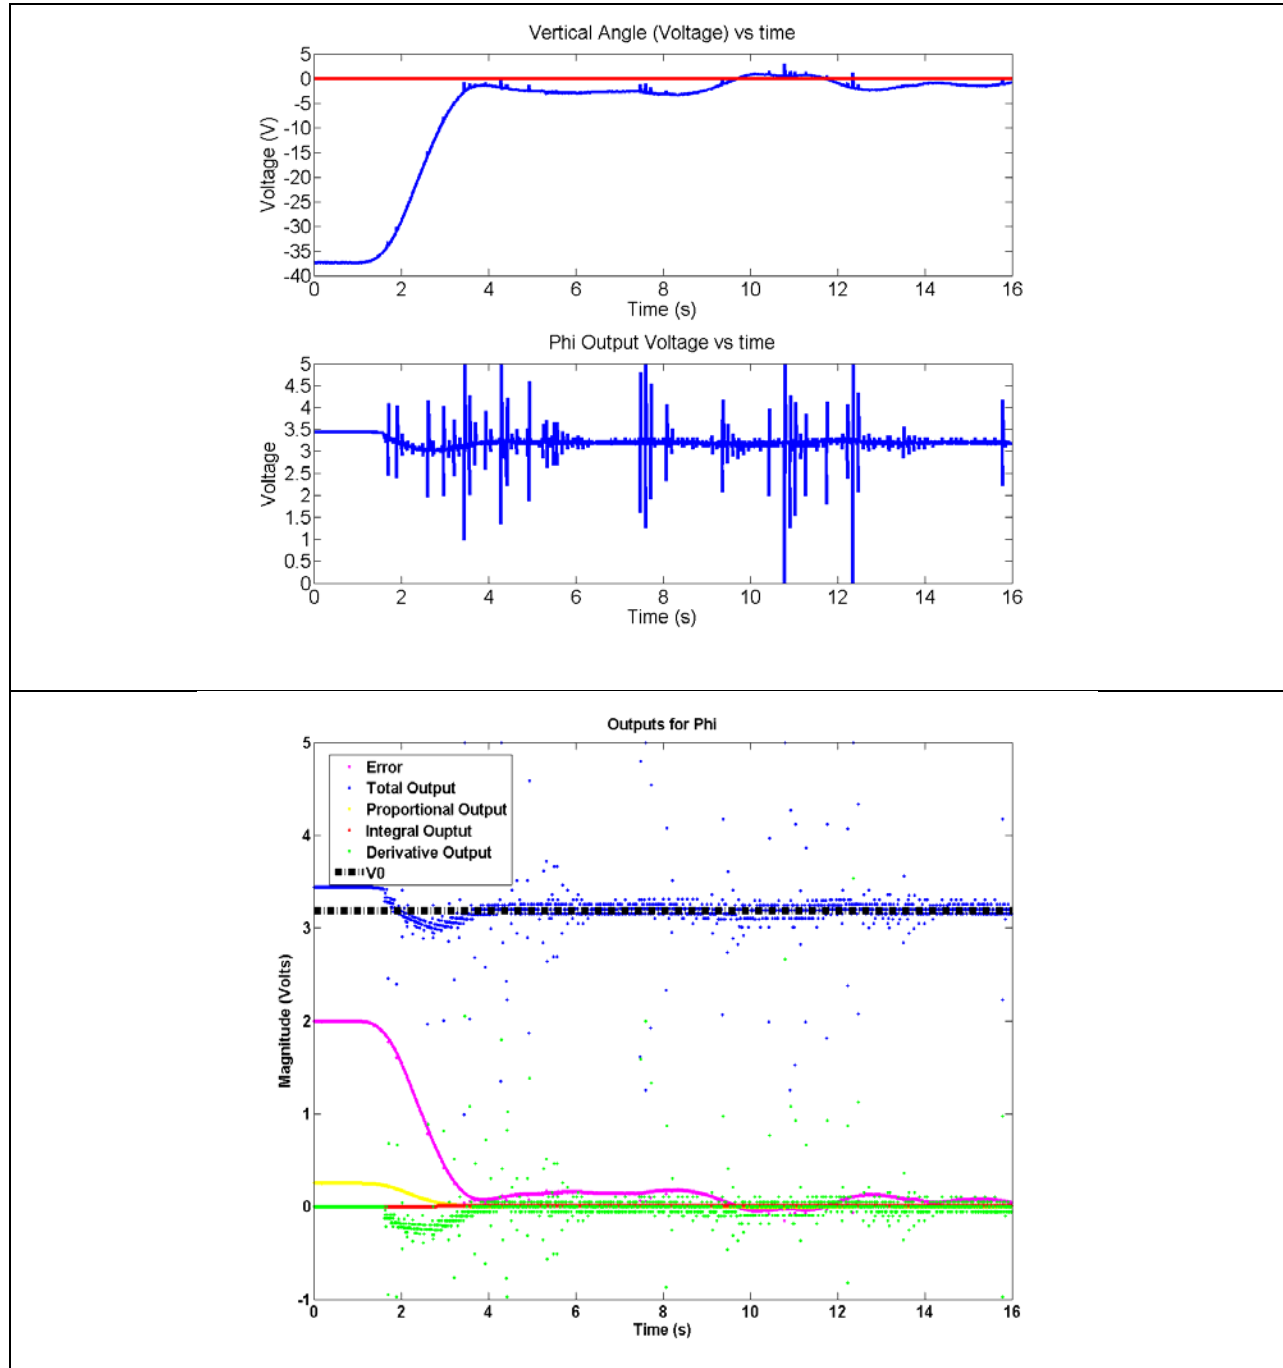 Vertical Angle (Voltage) vs time
5
0
-5
-10
-15
-20
-25
-30
-35
-40
Voltage (V)
0 2 4 6 8 10 12 14 16
Time (s)
Phi Output Voltage vs time
5
4.5
4
3.5
3
2.5
2
1.5
1
0.5
0
Voltage
0 2 4 6 8 10 12 14 16
Time (s)
Outputs for Phi
5
4
3
2
1
0
-1
Magnitude (Volts)
Error
Total Output
Proportional Output
Integral Ouptut
Derivative Output
V0
0 2 4 6 8 10 12 14 16
Time (s)